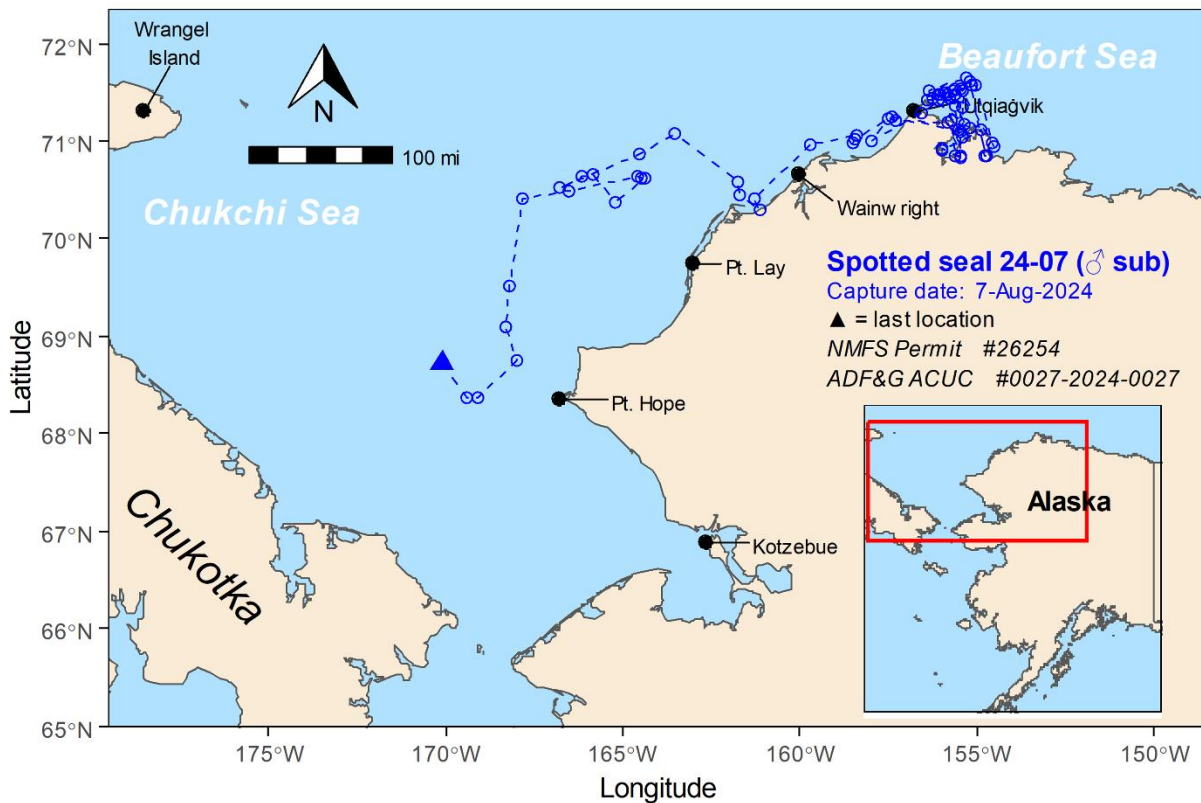 72°N
71°N
70°N
69°N
68°N
67°N
66°N
65°N
Latitude
175°W
170°W
165°W
160°W
155°W
150°W
Longitude
Wrangel
Island
N
100 mi
Chukchi Sea
Beaufort Sea
Utqiaġvik
Wainw right
Pt. Lay
Pt. Hope
Kotzebue
Chukotka
Spotted seal 24-07 (♂ sub)
Capture date: 7-Aug-2024
▲ = last location
NMFS Permit #26254
ADF&G ACUC #0027-2024-0027
Alaska